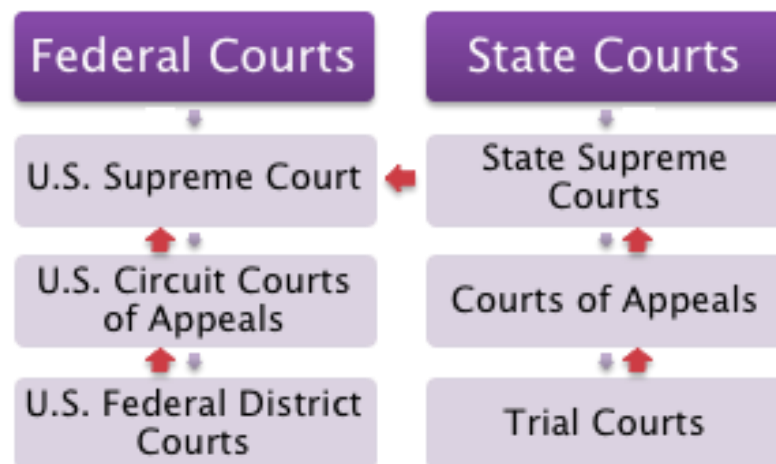 Federal Courts
State Courts
U.S. Supreme Court
State Supreme
Courts
U.S. Circuit Courts
of Appeals
Courts of Appeals
U.S. Federal District
Courts
Trial Courts